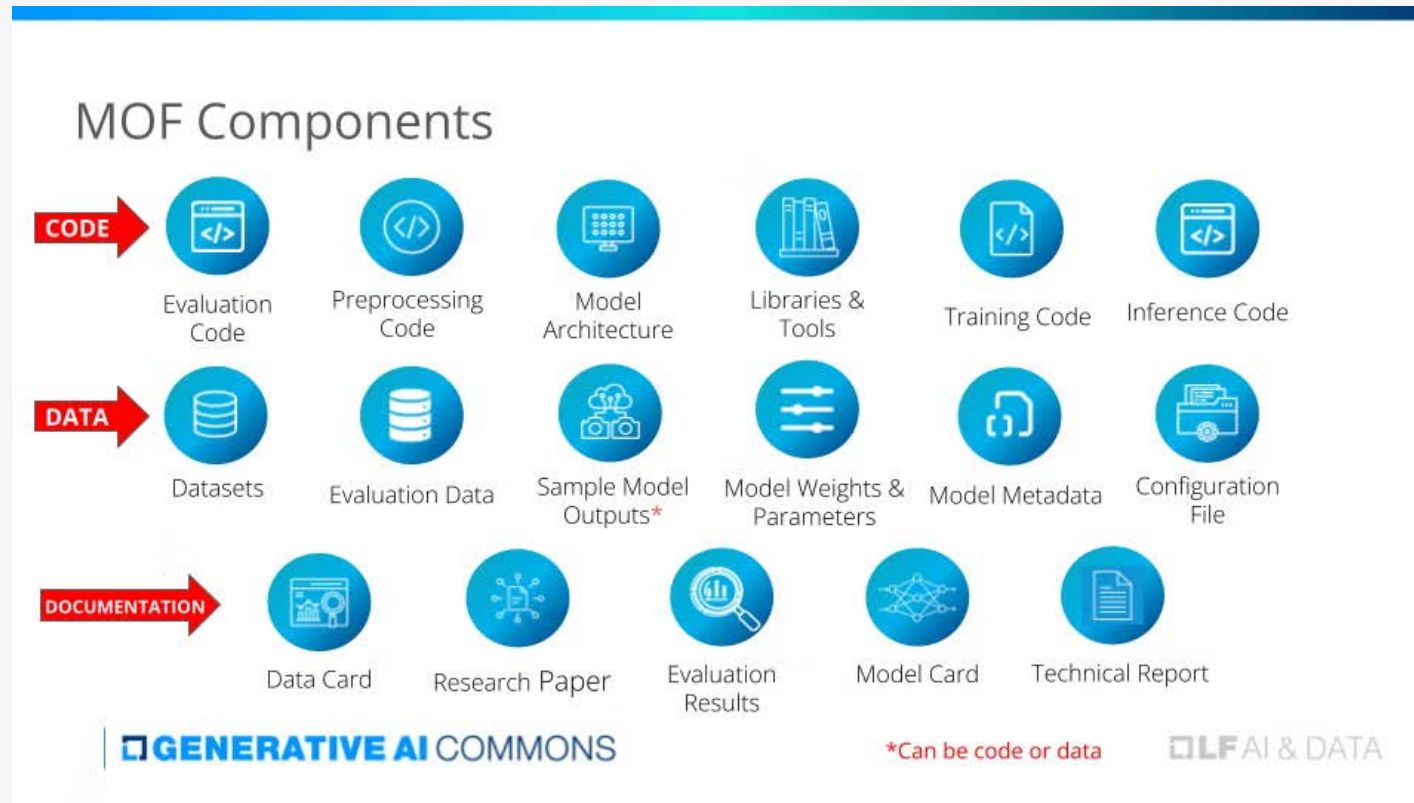 MOF Components
CODE
Evaluation
Code
Preprocessing
Code
Model
Architecture
Libraries &
Tools
Training Code
Inference Code
DATA
Datasets
Evaluation Data
Sample Model
Outputs*
Model Weights &
Parameters
Model Metadata
Configuration
File
DOCUMENTATION
Data Card
Research Paper
Evaluation
Results
Model Card
Technical Report
GENERATIVE AI COMMONS
*Can be code or data
LF AI & DATA